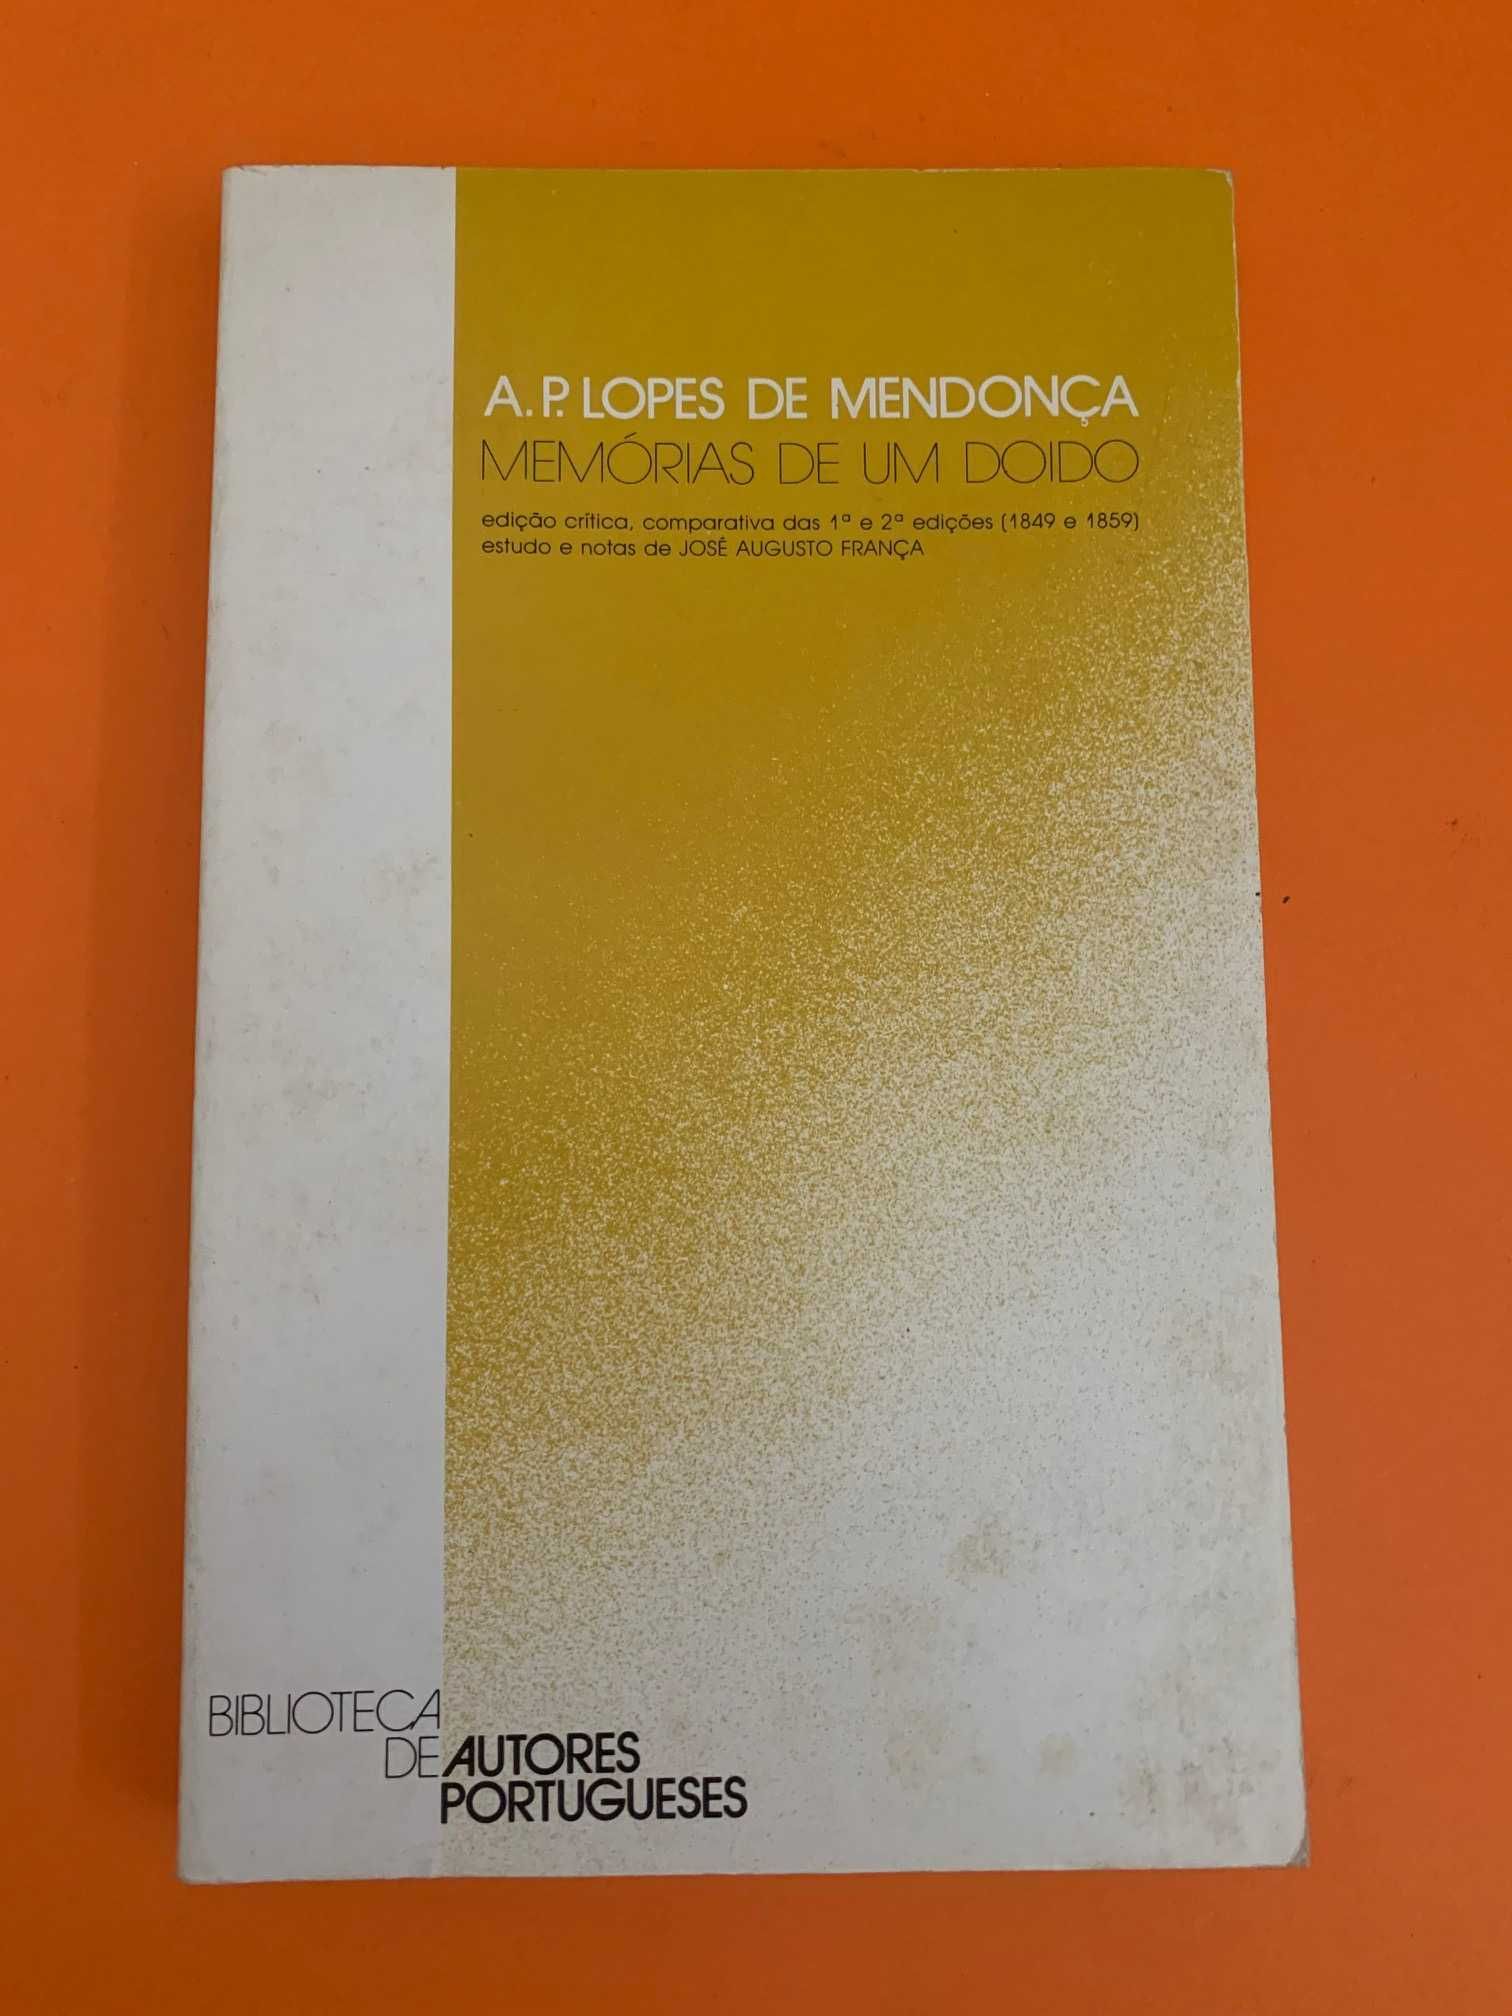 A. P. LOPES DE MENDONÇA
MEMÓRIAS DE UM DOIDO
edição crítica, comparativa das 1ª e 2ª edições (1849 e 1859)
estudo e notas de JOSÉ AUGUSTO FRANÇA
BIBLIOTECA
DE AUTORES
PORTUGUESES